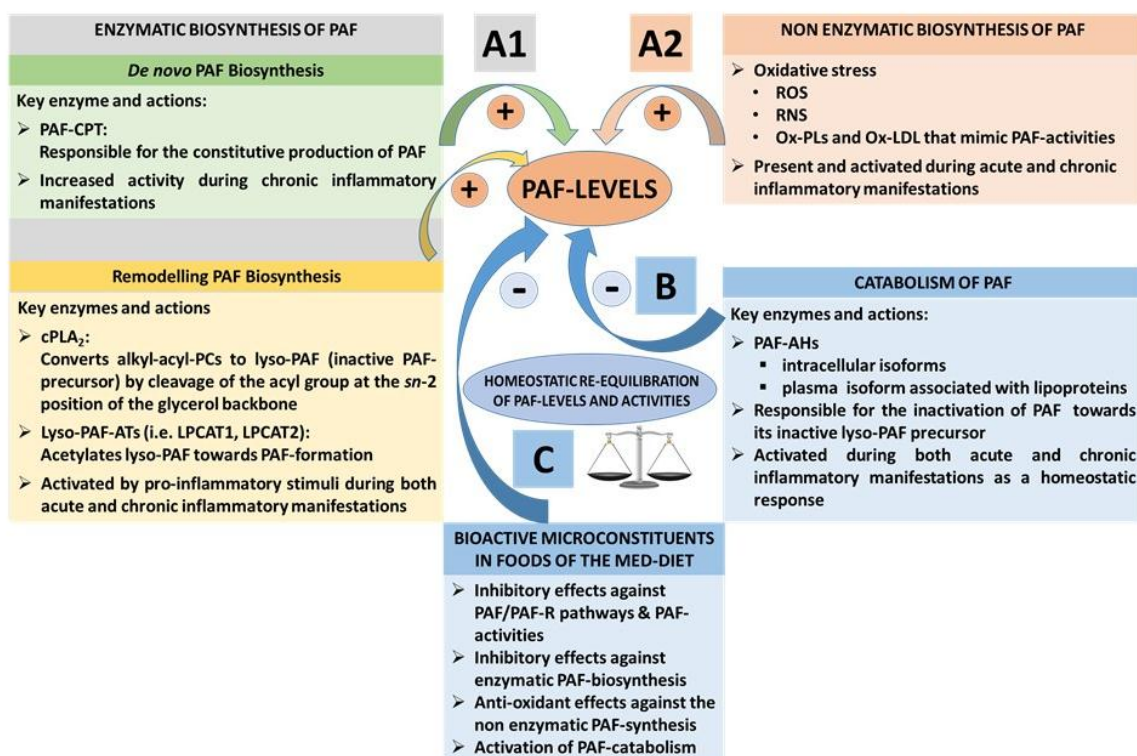 ENZYMATIC BIOSYNTHESIS OF PAF
De novo PAF Biosynthesis
Key enzyme and actions:
➢ PAF-CPT:
Responsible for the constitutive production of PAF
➢ Increased activity during chronic inflammatory
manifestations
Remodelling PAF Biosynthesis
Key enzymes and actions
➢ cPLA₂:
Converts alkyl-acyl-PCs to lyso-PAF (inactive PAF-
precursor) by cleavage of the acyl group at the sn-2
position of the glycerol backbone
➢ Lyso-PAF-ATs (i.e. LPCAT1, LPCAT2):
Acetylates lyso-PAF towards PAF-formation
➢ Activated by pro-inflammatory stimuli during both
acute and chronic inflammatory manifestations
A1
A2
+
+
+
PAF-LEVELS
-
-
B
HOMEOSTATIC RE-EQUILIBRATION
OF PAF-LEVELS AND ACTIVITIES
C
NON ENZYMATIC BIOSYNTHESIS OF PAF
➢ Oxidative stress
• ROS
• RNS
• Ox-PLs and Ox-LDL that mimic PAF-activities
➢ Present and activated during acute and chronic
inflammatory manifestations
CATABOLISM OF PAF
Key enzymes and actions:
➢ PAF-AHs
▪ intracellular isoforms
▪ plasma isoform associated with lipoproteins
➢ Responsible for the inactivation of PAF towards
its inactive lyso-PAF precursor
➢ Activated during both acute and chronic
inflammatory manifestations as a homeostatic
response
BIOACTIVE MICROCONSTITUENTS
IN FOODS OF THE MED-DIET
➢ Inhibitory effects against
PAF/PAF-R pathways & PAF-
activities
➢ Inhibitory effects against
enzymatic PAF-biosynthesis
➢ Anti-oxidant effects against the
non enzymatic PAF-synthesis
➢ Activation of PAF-catabolism